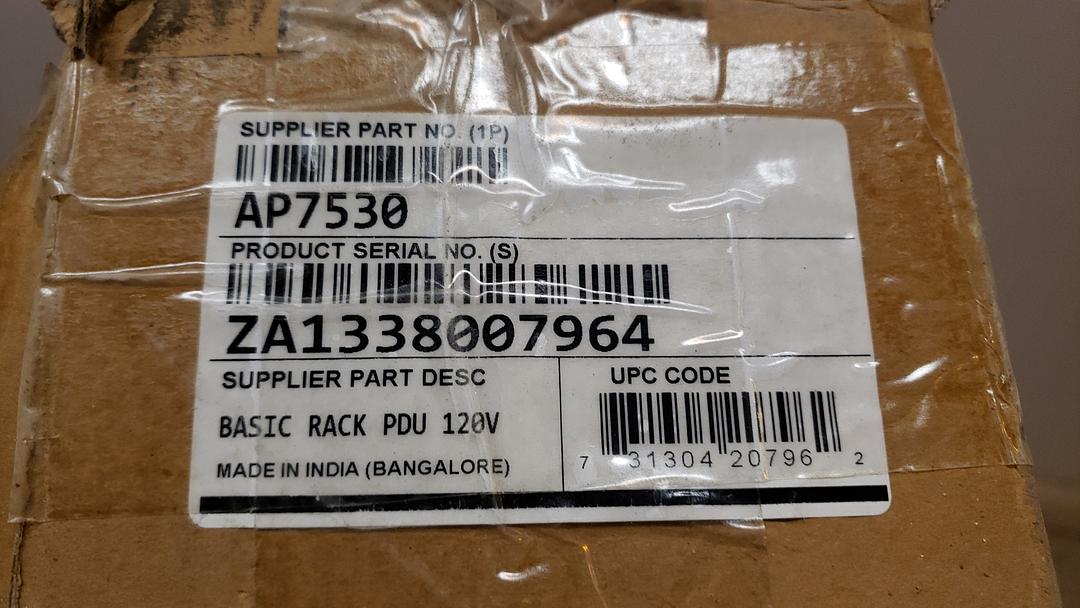 SUPPLIER PART NO. (1P)
AP7530
PRODUCT SERIAL NO. (S)
ZA1338007964
SUPPLIER PART DESC
BASIC RACK PDU 120V
MADE IN INDIA (BANGALORE)
UPC CODE
7 31304 20796 2